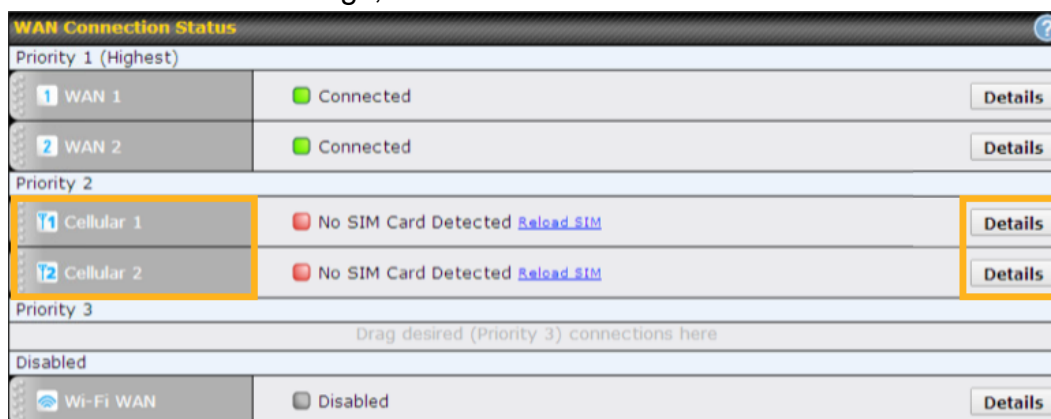 WAN Connection Status ?
Priority 1 (Highest)
1 WAN 1 Connected Details
2 WAN 2 Connected Details
Priority 2
1 Cellular 1 No SIM Card Detected Reload SIM Details
2 Cellular 2 No SIM Card Detected Reload SIM Details
Priority 3
Drag desired (Priority 3) connections here
Disabled
Wi-Fi WAN Disabled Details